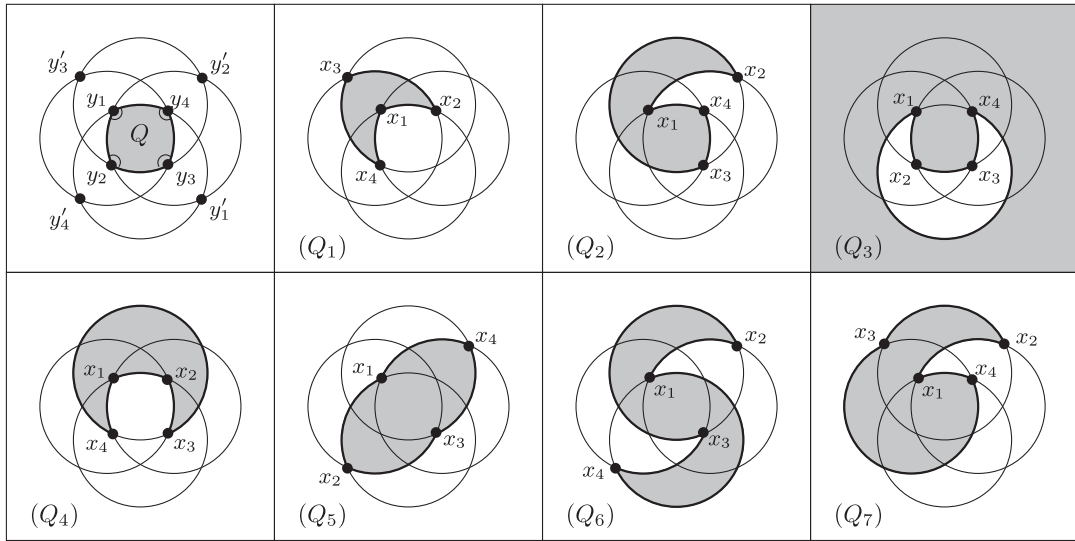 y′3 y′2
y1 y4
Q
y2 y3
y′4 y′1
x3
x2
x1
x4
(Q1)
x2
x4
x1
x3
(Q2)
x1 x4
x2 x3
(Q3)
x1 x2
x4 x3
(Q4)
x4
x1
x3
x2
(Q5)
x2
x1
x3
x4
(Q6)
x3 x2
x4
x1
(Q7)